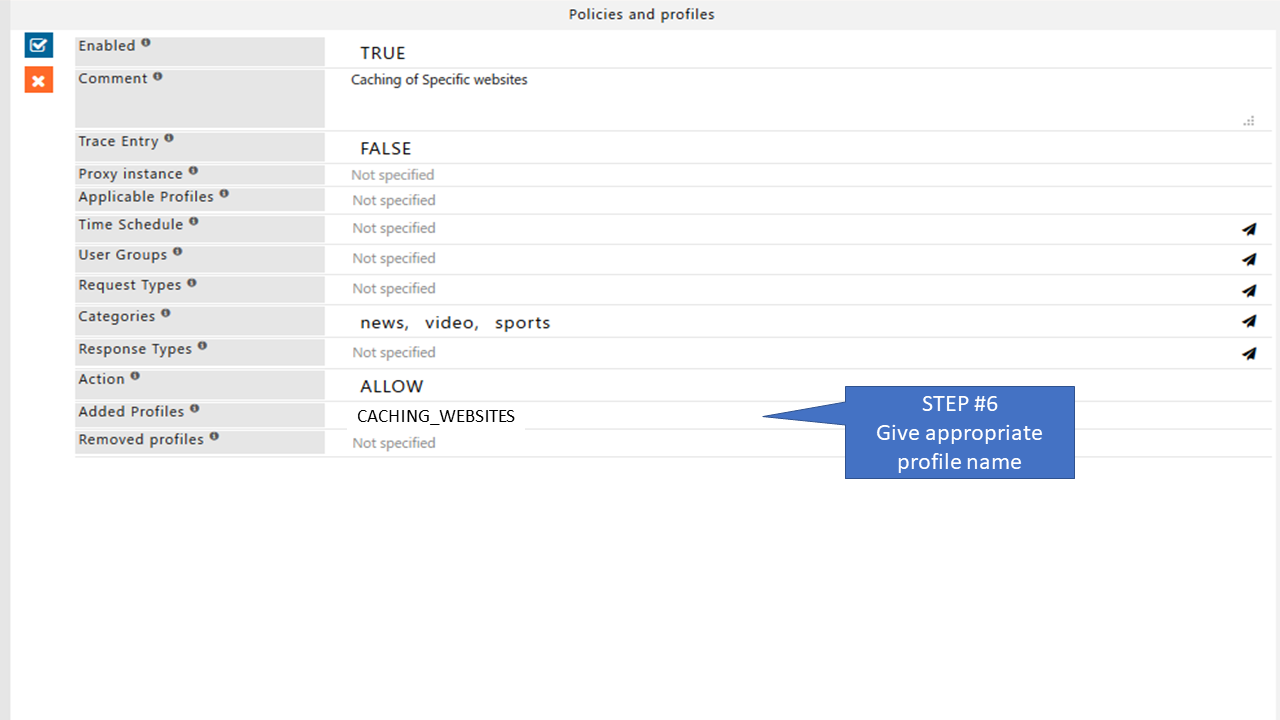 Policies and profiles
Enabled TRUE
Comment Caching of Specific websites
Trace Entry FALSE
Proxy instance Not specified
Applicable Profiles Not specified
Time Schedule Not specified
User Groups Not specified
Request Types Not specified
Categories news, video, sports
Response Types Not specified
Action ALLOW
Added Profiles CACHING_WEBSITES
Removed profiles Not specified
STEP #6
Give appropriate
profile name